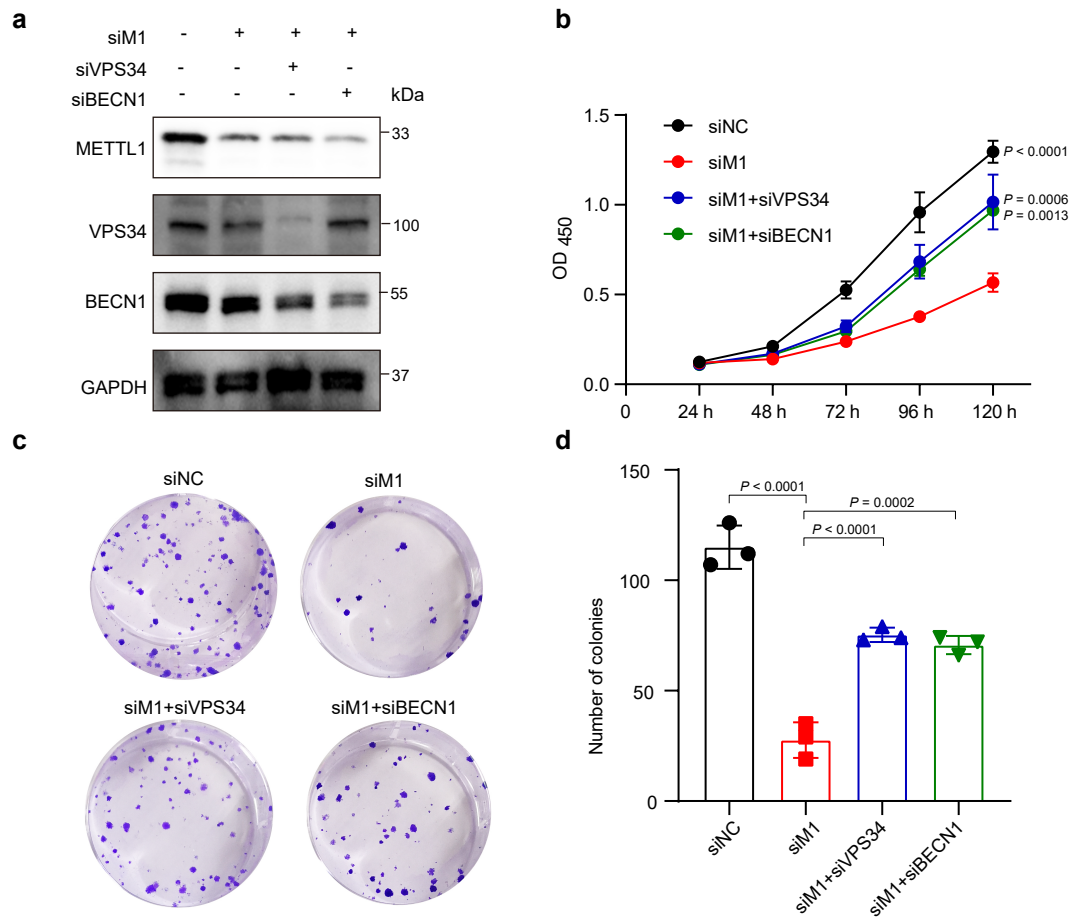 a
siM1 - + + +
siVPS34 - - + -
siBECN1 - - - + kDa
METTL1 33
VPS34 100
BECN1 55
GAPDH 37
b
siNC
siM1
siM1+siVPS34
siM1+siBECN1
P < 0.0001
P = 0.0006
P = 0.0013
OD 450
1.5
1.0
0.5
0.0
0 24 h 48 h 72 h 96 h 120 h
c
siNC siM1
siM1+siVPS34 siM1+siBECN1
d
P < 0.0001
P = 0.0002
P < 0.0001
Number of colonies
150
100
50
0
siNC
siM1
siM1+siVPS34
siM1+siBECN1